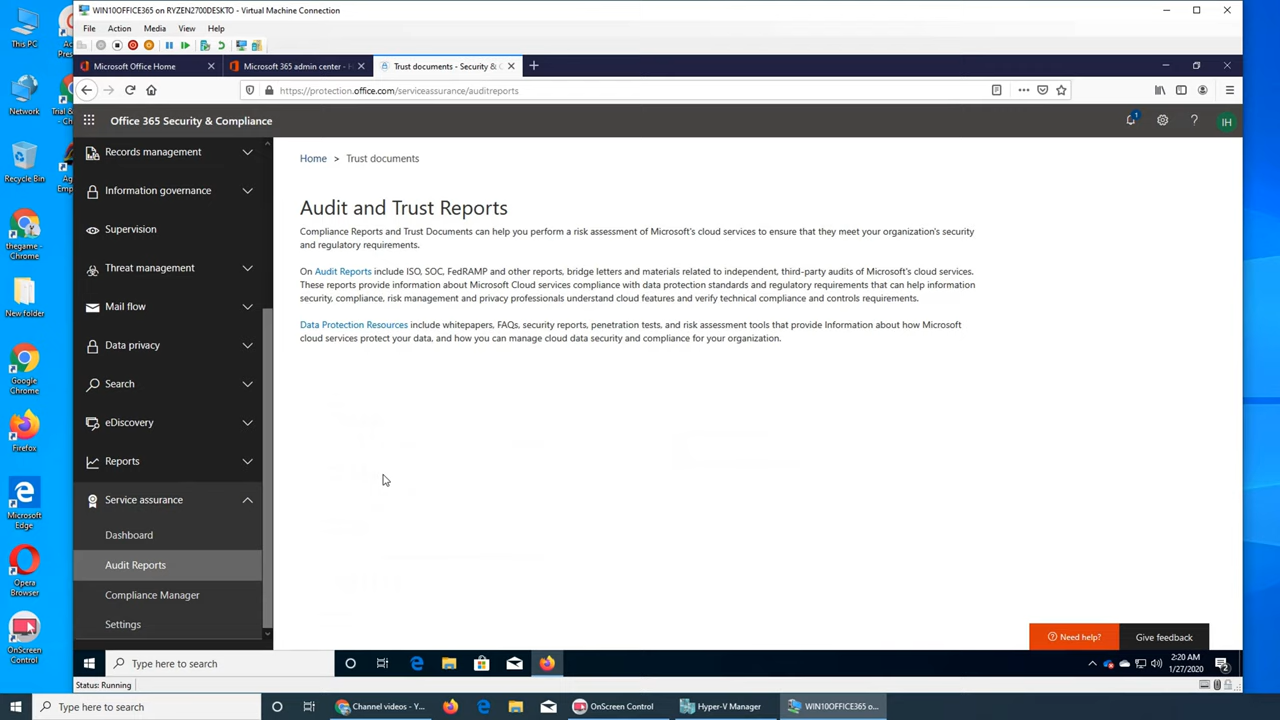 WIN10OFFICE365 on RYZEN2700DESKTO - Virtual Machine Connection
File Action Media View Help
Microsoft Office Home
Microsoft 365 admin center -
Trust documents - Security &
https://protection.office.com/serviceassurance/auditreports
Office 365 Security & Compliance
1
IH
Records management
Information governance
Supervision
Threat management
Mail flow
Data privacy
Search
eDiscovery
Reports
Service assurance
Dashboard
Audit Reports
Compliance Manager
Settings
Home > Trust documents
Audit and Trust Reports
Compliance Reports and Trust Documents can help you perform a risk assessment of Microsoft's cloud services to ensure that they meet your organization's security
and regulatory requirements.
On Audit Reports include ISO, SOC, FedRAMP and other reports, bridge letters and materials related to independent, third-party audits of Microsoft's cloud services.
These reports provide information about Microsoft Cloud services compliance with data protection standards and regulatory requirements that can help information
security, compliance, risk management and privacy professionals understand cloud features and verify technical compliance and controls requirements.
Data Protection Resources include whitepapers, FAQs, security reports, penetration tests, and risk assessment tools that provide Information about how Microsoft
cloud services protect your data, and how you can manage cloud data security and compliance for your organization.
Need help?
Give feedback
Type here to search
2:20 AM
1/27/2020
2
Status: Running
This PC
Network
Recycle Bin
thegame -
Chrome
New folder
Google
Chrome
Firefox
Microsoft
Edge
Opera
Browser
OnScreen
Control
Type here to search
Channel videos - Y...
OnScreen Control
Hyper-V Manager
WIN10OFFICE365 o...